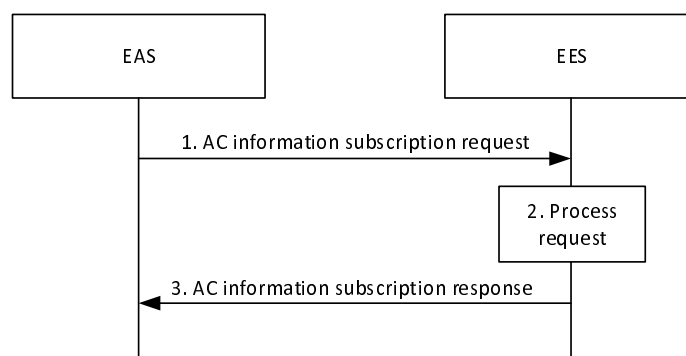 EAS
EES
1. AC information subscription request
2. Process
request
3. AC information subscription response